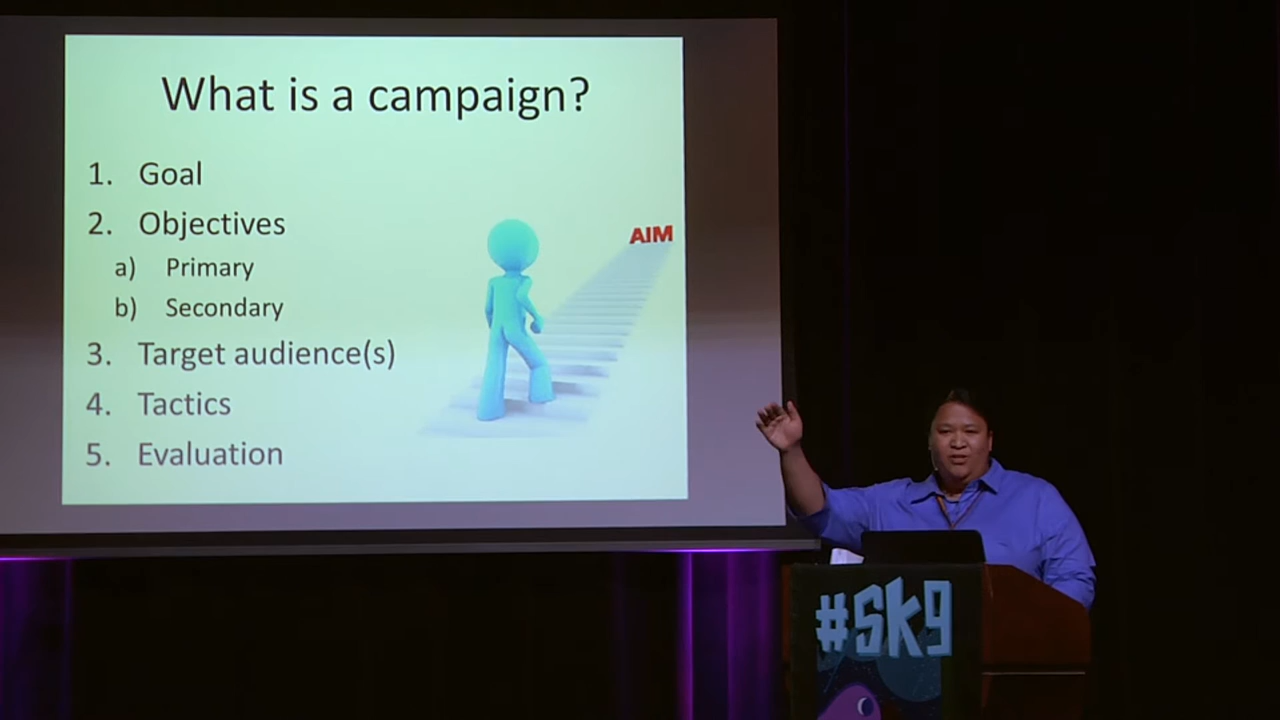 What is a campaign?
1. Goal
2. Objectives
a) Primary
b) Secondary
3. Target audience(s)
4. Tactics
5. Evaluation
AIM
#sk9